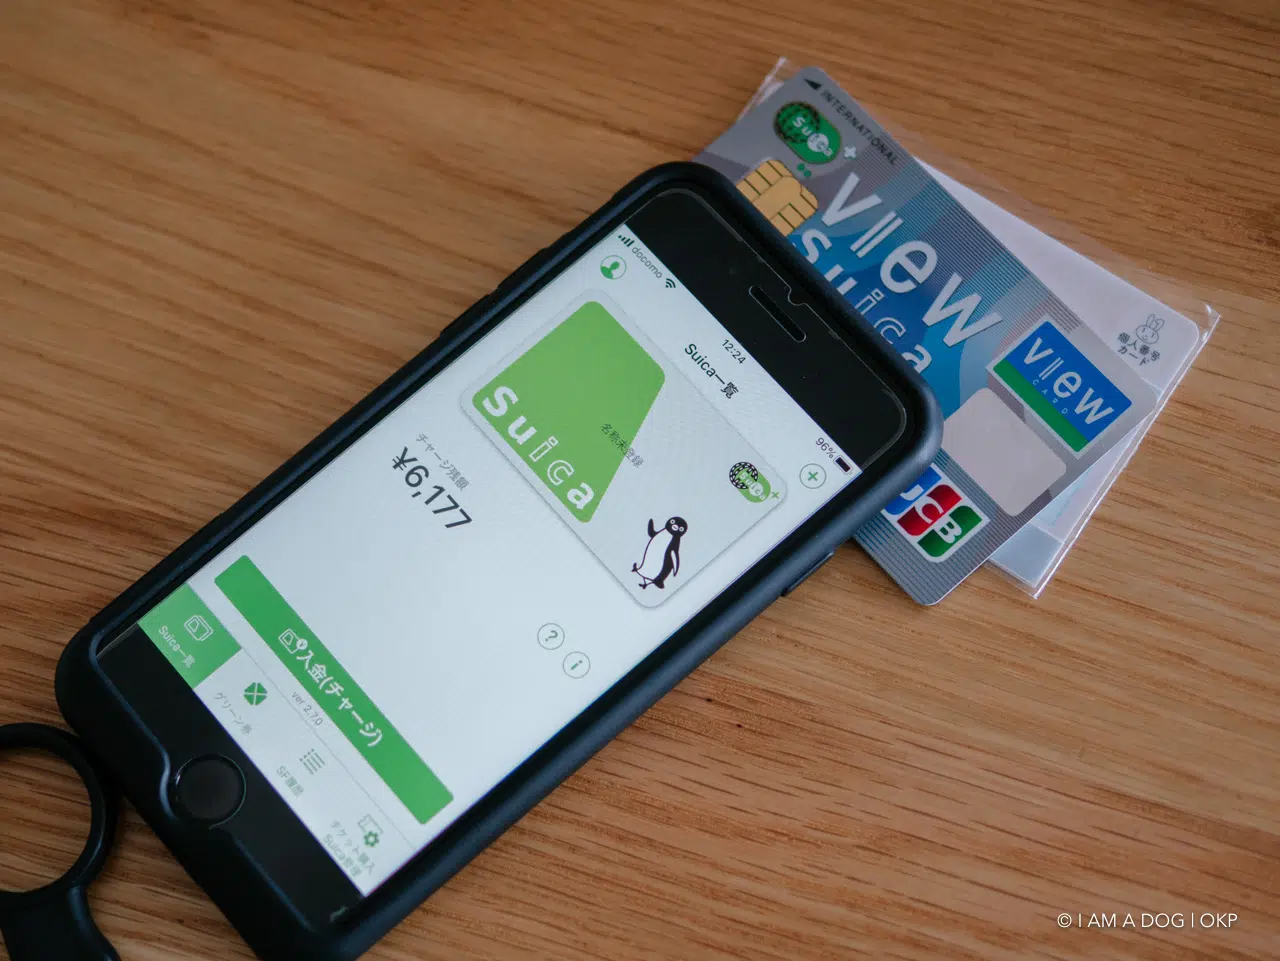 docomo
12:24
96%
Suica一覧
Suica
名称未登録
チャージ残額
¥6,177
入金(チャージ)
ver 2.7.0
Suica一覧
グリーン券
SF履歴
チケット購入
Suica管理
INTERNATIONAL
Suica
VIEW
Suica
VIEW
CARD
JCB
個人番号
カード
© I AM A DOG | OKP